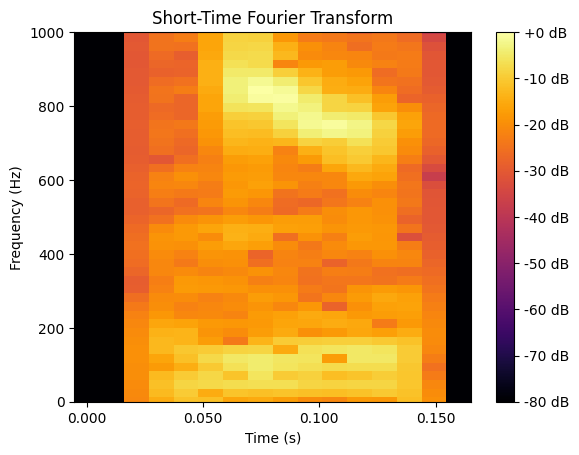 Short-Time Fourier Transform
Frequency (Hz)
1000
800
600
400
200
0
0.000
0.050
0.100
0.150
Time (s)
+0 dB
-10 dB
-20 dB
-30 dB
-40 dB
-50 dB
-60 dB
-70 dB
-80 dB